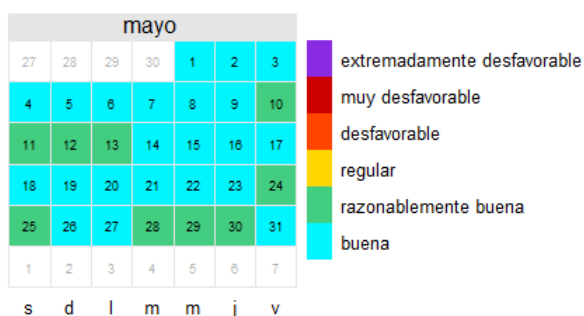 mayo
27 28 29 30 1 2 3
4 5 6 7 8 9 10
11 12 13 14 15 16 17
18 19 20 21 22 23 24
25 26 27 28 29 30 31
1 2 3 4 5 6 7
s d l m m j v
extremadamente desfavorable
muy desfavorable
desfavorable
regular
razonablemente buena
buena